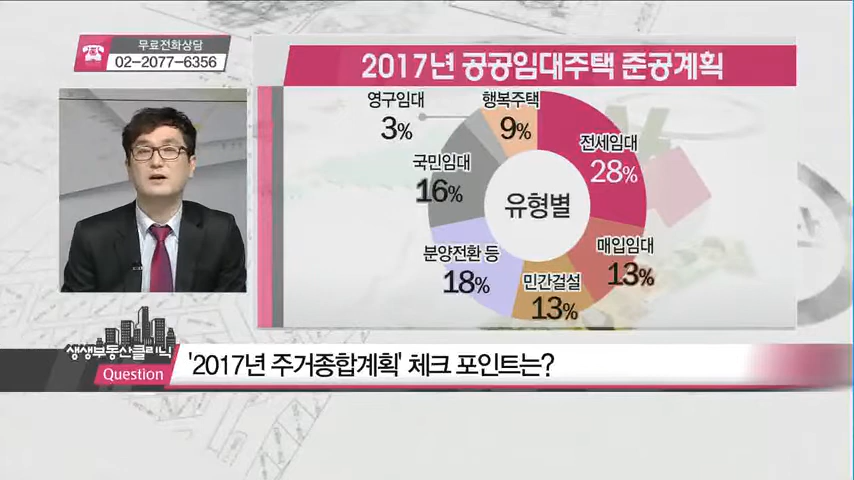 무료전화상담
02-2077-6356
2017년 공공임대주택 준공계획
영구임대
3%
행복주택
9%
전세임대
28%
국민임대
16%
유형별
매입임대
13%
분양전환 등
18%
민간걸설
13%
생생부동산클리닉
Question
'2017년 주거종합계획' 체크 포인트는?